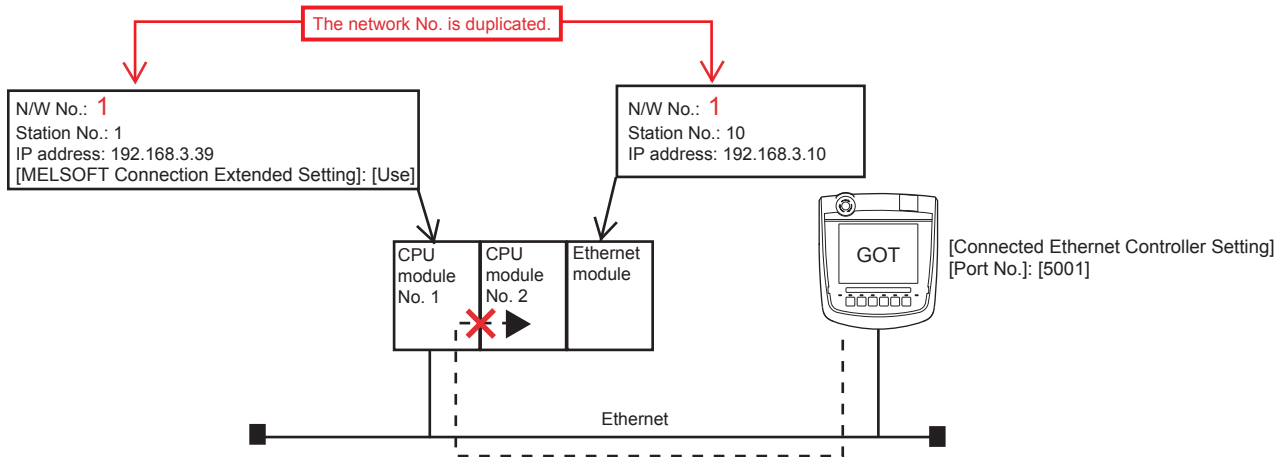 The network No. is duplicated.
N/W No.: 1
Station No.: 1
IP address: 192.168.3.39
[MELSOFT Connection Extended Setting]: [Use]
N/W No.: 1
Station No.: 10
IP address: 192.168.3.10
CPU
module
No. 1
CPU
module
No. 2
Ethernet
module
GOT
[Connected Ethernet Controller Setting]
[Port No.]: [5001]
Ethernet